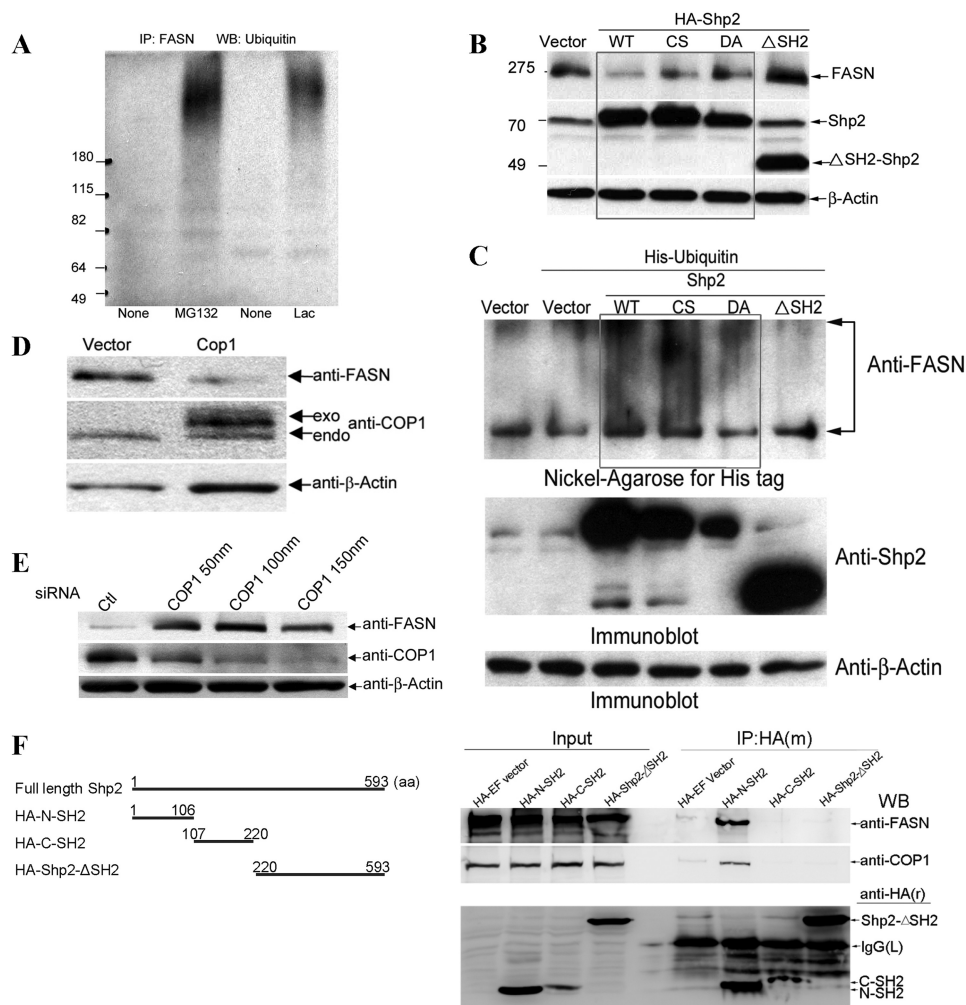 A
IP: FASN WB: Ubiquitin
180
115
82
64
49
None MG132 None Lac
B
HA-Shp2
Vector WT CS DA △SH2
275
FASN
70
Shp2
49
△SH2-Shp2
β-Actin
C
His-Ubiquitin
Shp2
Vector Vector WT CS DA △SH2
Anti-FASN
Nickel-Agarose for His tag
Anti-Shp2
Immunoblot
Anti-β-Actin
Immunoblot
D
Vector Cop1
anti-FASN
exo
anti-COP1
endo
anti-β-Actin
E
siRNA
Ctl COP1 50nm COP1 100nm COP1 150nm
anti-FASN
anti-COP1
anti-β-Actin
F
Full length Shp2 1 593 (aa)
HA-N-SH2 1 106
HA-C-SH2 107 220
HA-Shp2-ΔSH2 220 593
Input IP:HA(m)
HA-EF vector HA-N-SH2 HA-C-SH2 HA-Shp2-△SH2 HA-EF Vector HA-N-SH2 HA-C-SH2 HA-Shp2-△SH2
WB
anti-FASN
anti-COP1
anti-HA(r)
Shp2-△SH2
IgG(L)
C-SH2
N-SH2